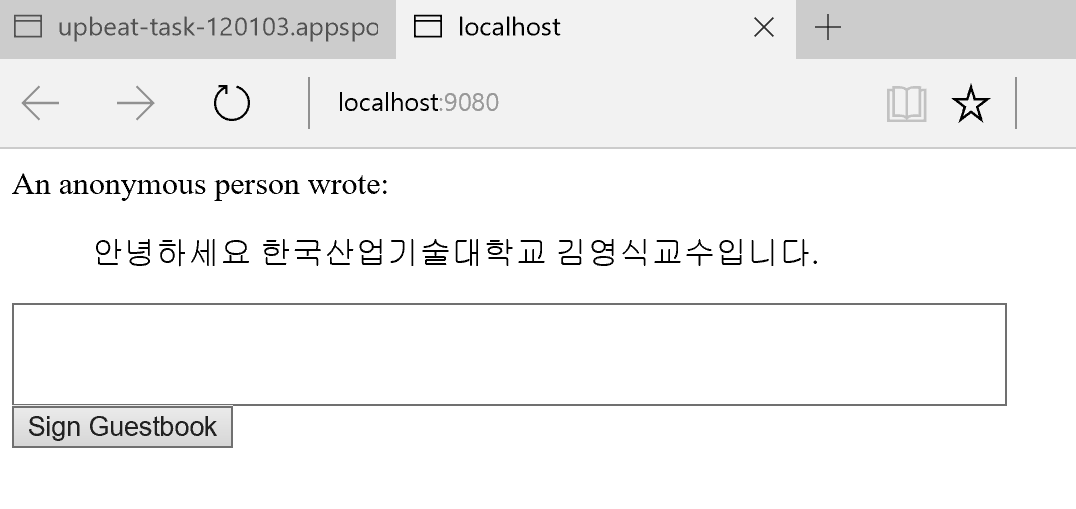 upbeat-task-120103.appspo
localhost
localhost:9080
An anonymous person wrote:
안녕하세요 한국산업기술대학교 김영식교수입니다.
Sign Guestbook